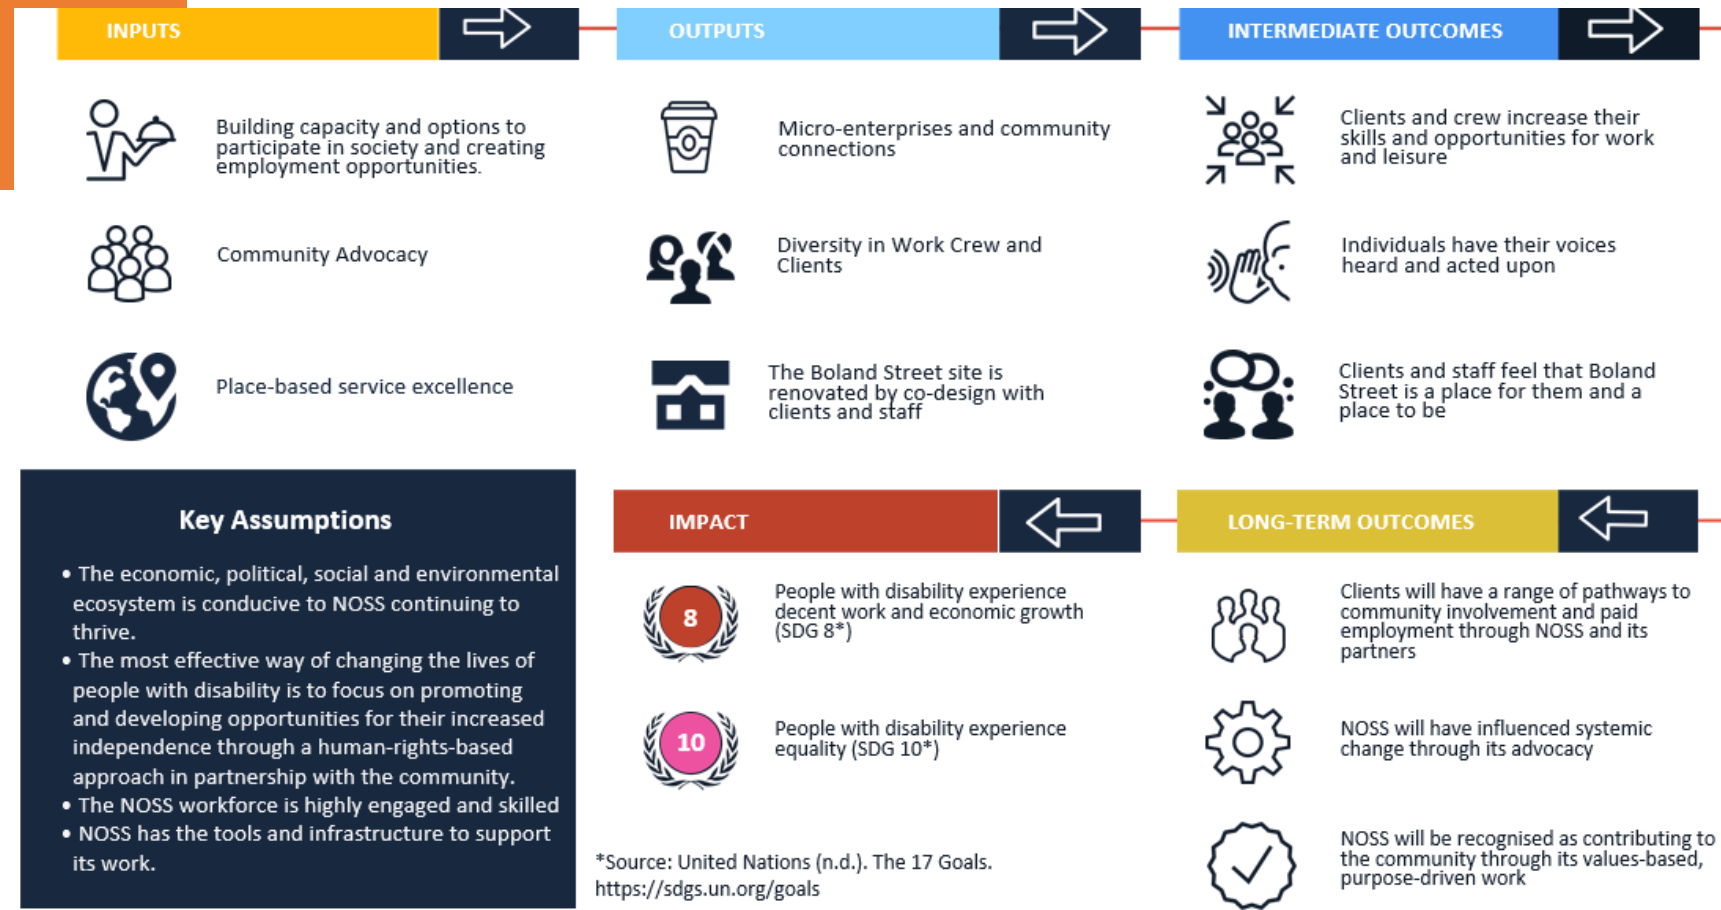 INPUTS
Building capacity and options to
participate in society and creating
employment opportunities.
Community Advocacy
Place-based service excellence
OUTPUTS
Micro-enterprises and community
connections
Diversity in Work Crew and
Clients
The Boland Street site is
renovated by co-design with
clients and staff
INTERMEDIATE OUTCOMES
Clients and crew increase their
skills and opportunities for work
and leisure
Individuals have their voices
heard and acted upon
Clients and staff feel that Boland
Street is a place for them and a
place to be
Key Assumptions
• The economic, political, social and environmental
ecosystem is conducive to NOSS continuing to
thrive.
• The most effective way of changing the lives of
people with disability is to focus on promoting
and developing opportunities for their increased
independence through a human-rights-based
approach in partnership with the community.
• The NOSS workforce is highly engaged and skilled
• NOSS has the tools and infrastructure to support
its work.
IMPACT
8
People with disability experience
decent work and economic growth
(SDG 8*)
10
People with disability experience
equality (SDG 10*)
*Source: United Nations (n.d.). The 17 Goals.
https://sdgs.un.org/goals
LONG-TERM OUTCOMES
Clients will have a range of pathways to
community involvement and paid
employment through NOSS and its
partners
NOSS will have influenced systemic
change through its advocacy
NOSS will be recognised as contributing to
the community through its values-based,
purpose-driven work